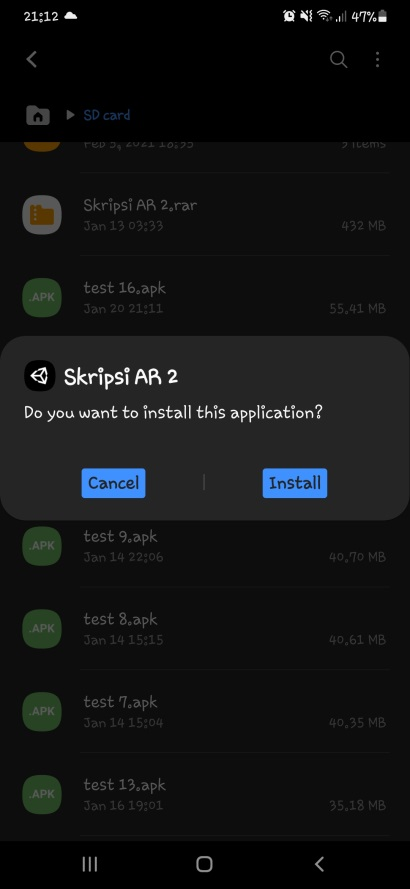 21:12 47%
SD card
Feb 5, 2021 18:35 3 items
Skripsi AR 2.rar
Jan 13 03:33 432 MB
.APK test 16.apk
Jan 20 21:11 55,41 MB
Skripsi AR 2
Do you want to install this application?
Cancel | Install
.APK test 9.apk
Jan 14 22:06 40,70 MB
.APK test 8.apk
Jan 14 15:15 40,61 MB
.APK test 7.apk
Jan 14 15:04 40,35 MB
.APK test 13.apk
Jan 16 19:01 35,18 MB